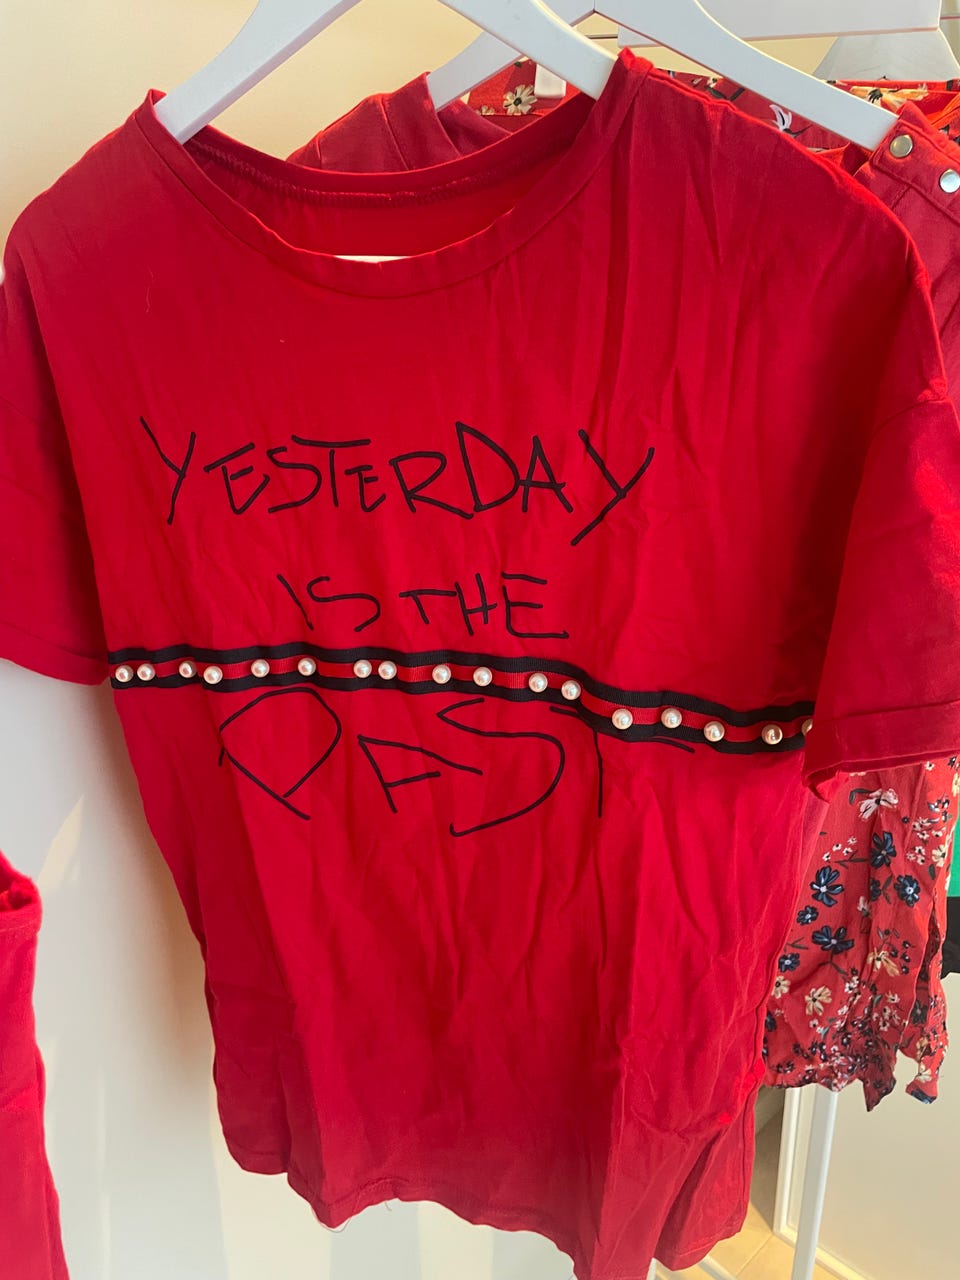 YESTERDAY
IS THE
PAST